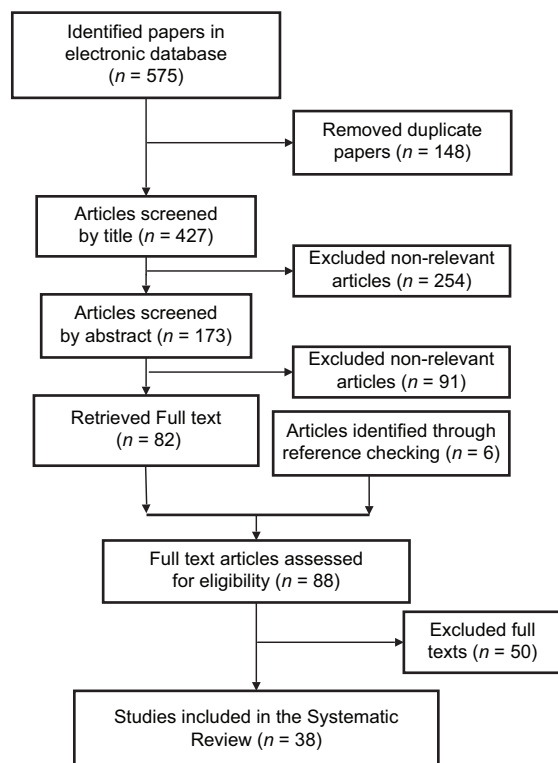 Identified papers in
electronic database
(n = 575)
Removed duplicate
papers (n = 148)
Articles screened
by title (n = 427)
Excluded non-relevant
articles (n = 254)
Articles screened
by abstract (n = 173)
Excluded non-relevant
articles (n = 91)
Retrieved Full text
(n = 82)
Articles identified through
reference checking (n = 6)
Full text articles assessed
for eligibility (n = 88)
Excluded full
texts (n = 50)
Studies included in the Systematic
Review (n = 38)